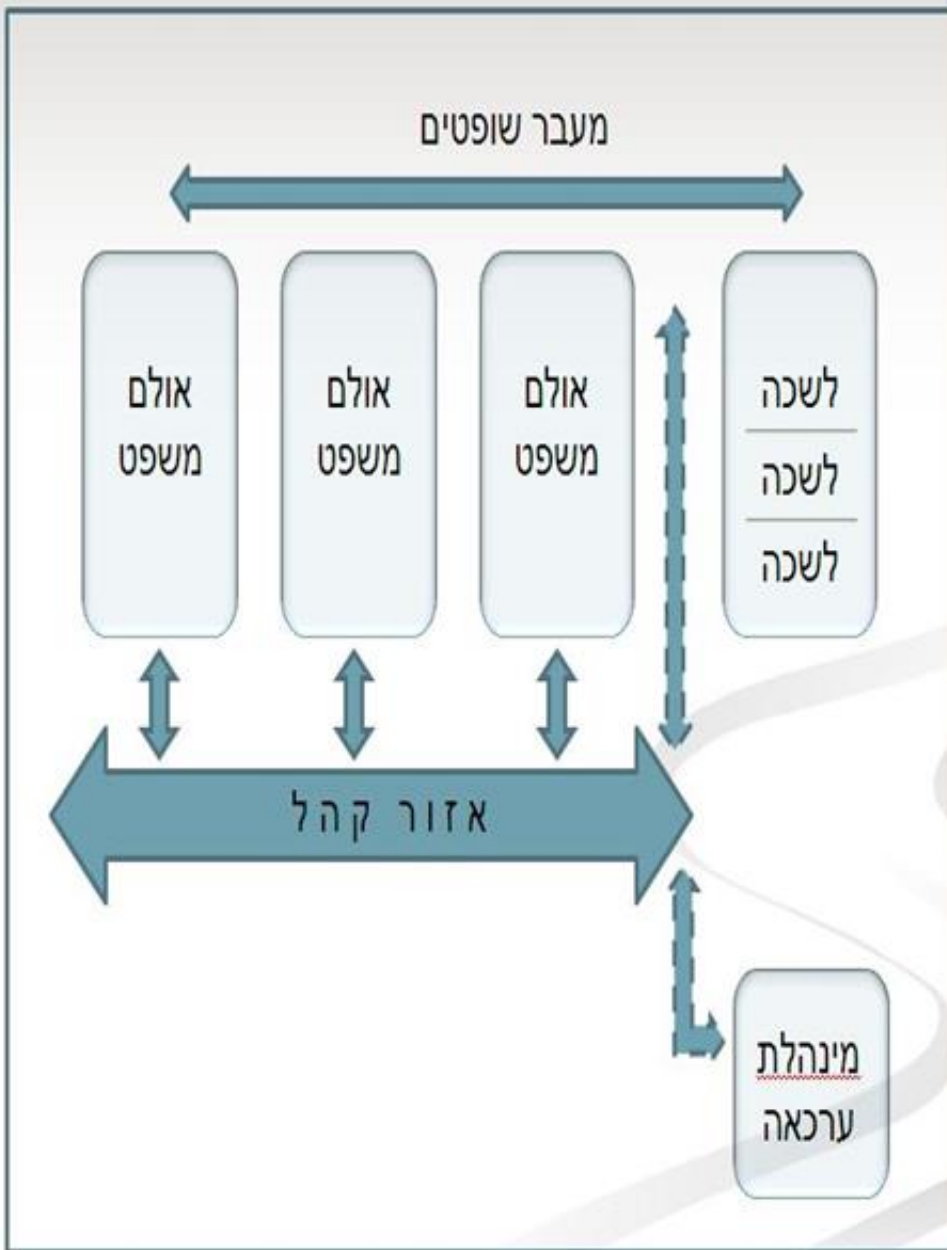 מעבר שופטים
לשכה
לשכה
לשכה
אולם
משפט
אולם
משפט
אולם
משפט
אזור קהל
מינהלת
ערכאה